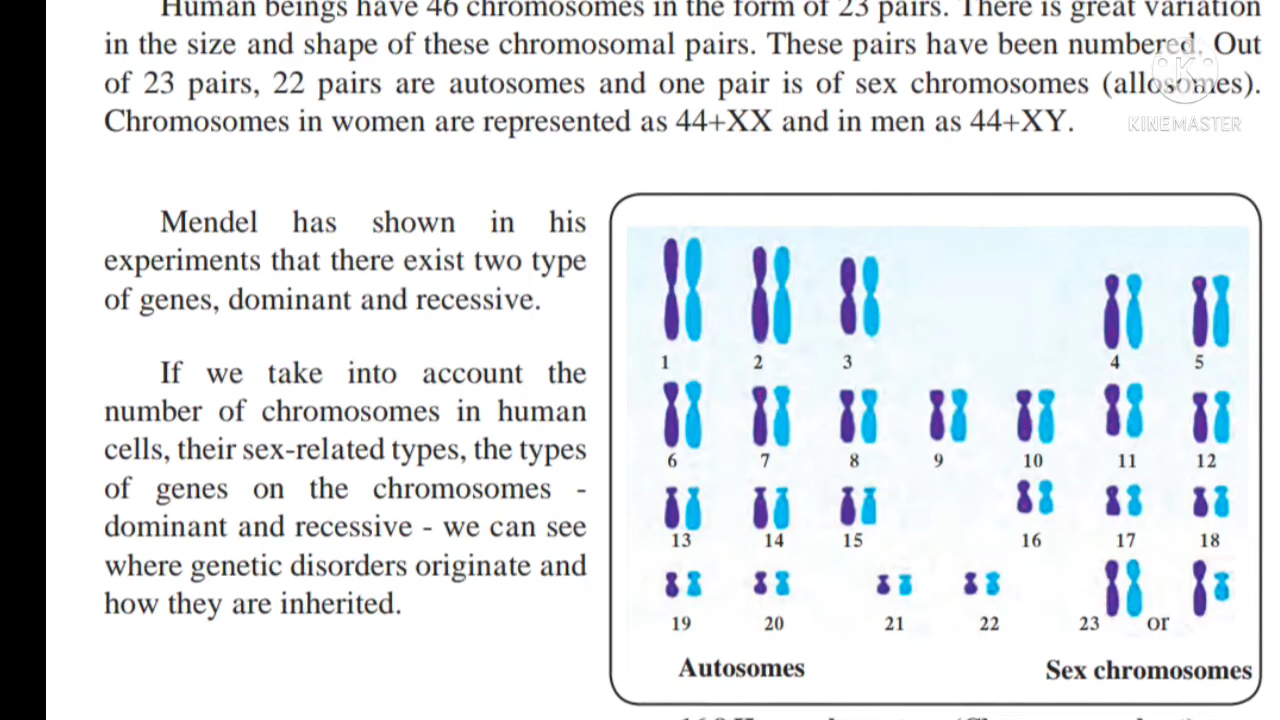 Human beings have 46 chromosomes in the form of 23 pairs. There is great variation
in the size and shape of these chromosomal pairs. These pairs have been numbered. Out
of 23 pairs, 22 pairs are autosomes and one pair is of sex chromosomes (allosomes).
Chromosomes in women are represented as 44+XX and in men as 44+XY.
KINEMASTER
Mendel has shown in his
experiments that there exist two type
of genes, dominant and recessive.
If we take into account the
number of chromosomes in human
cells, their sex-related types, the types
of genes on the chromosomes -
dominant and recessive - we can see
where genetic disorders originate and
how they are inherited.
1 2 3 4 5
6 7 8 9 10 11 12
13 14 15 16 17 18
19 20 21 22 23 or
Autosomes Sex chromosomes